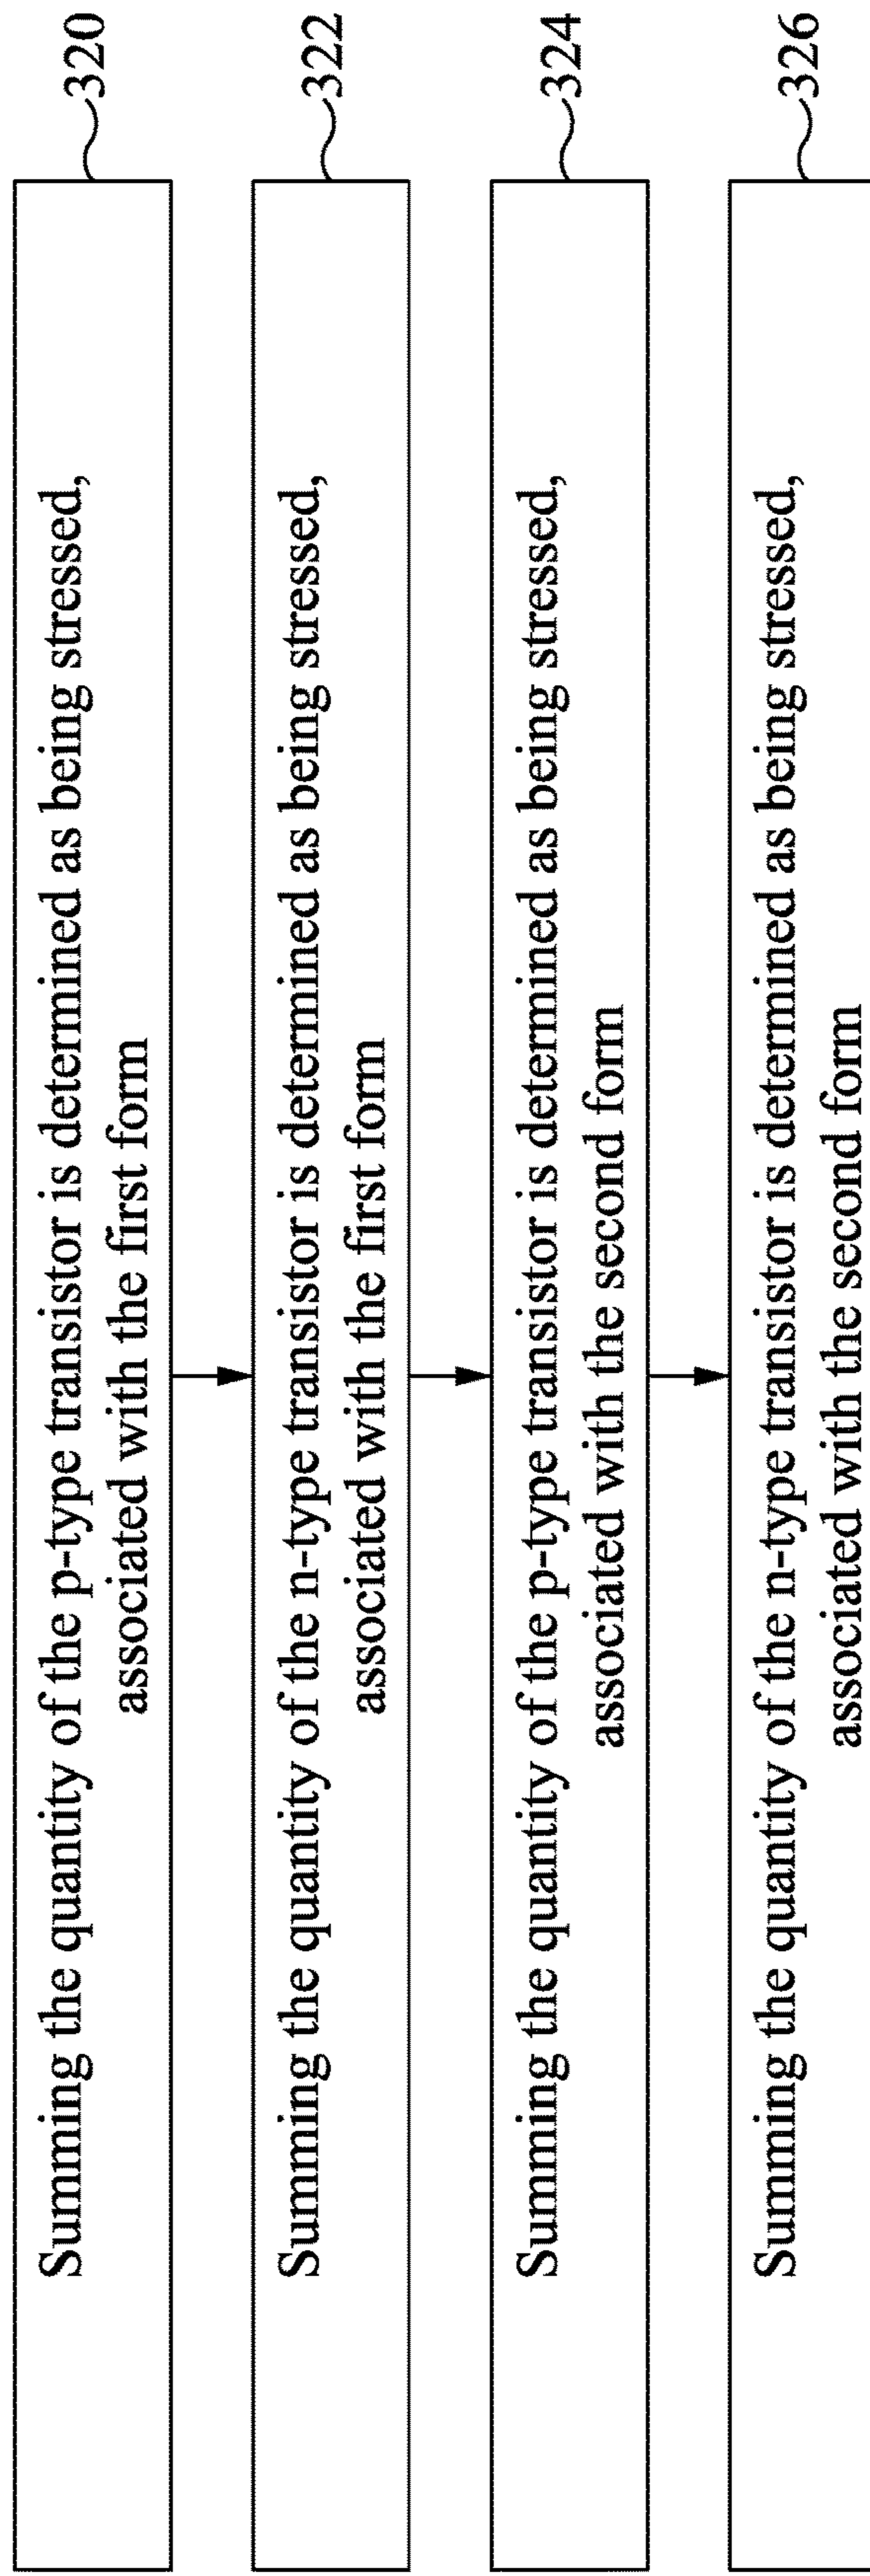 Summing the quantity of the p-type transistor is determined as being stressed,
associated with the first form
320
Summing the quantity of the n-type transistor is determined as being stressed,
associated with the first form
322
Summing the quantity of the p-type transistor is determined as being stressed,
associated with the second form
324
Summing the quantity of the n-type transistor is determined as being stressed,
associated with the second form
326